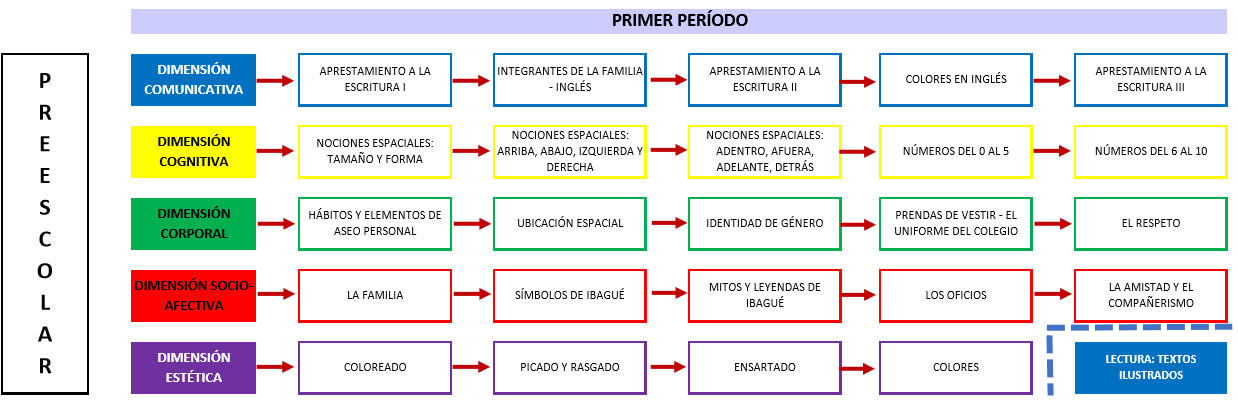 PRIMER PERÍODO
PREESCOLAR
DIMENSIÓN
COMUNICATIVA
APRESTAMIENTO A LA
ESCRITURA I
INTEGRANTES DE LA FAMILIA
- INGLÉS
APRESTAMIENTO A LA
ESCRITURA II
COLORES EN INGLÉS
APRESTAMIENTO A LA
ESCRITURA III
DIMENSIÓN
COGNITIVA
NOCIONES ESPACIALES:
TAMAÑO Y FORMA
NOCIONES ESPACIALES:
ARRIBA, ABAJO, IZQUIERDA Y
DERECHA
NOCIONES ESPACIALES:
ADENTRO, AFUERA,
ADELANTE, DETRÁS
NÚMEROS DEL 0 AL 5
NÚMEROS DEL 6 AL 10
DIMENSIÓN
CORPORAL
HÁBITOS Y ELEMENTOS DE
ASEO PERSONAL
UBICACIÓN ESPACIAL
IDENTIDAD DE GÉNERO
PRENDAS DE VESTIR - EL
UNIFORME DEL COLEGIO
EL RESPETO
DIMENSIÓN SOCIO-
AFECTIVA
LA FAMILIA
SÍMBOLOS DE IBAGUÉ
MITOS Y LEYENDAS DE
IBAGUÉ
LOS OFICIOS
LA AMISTAD Y EL
COMPAÑERISMO
DIMENSIÓN
ESTÉTICA
COLOREADO
PICADO Y RASGADO
ENSARTADO
COLORES
LECTURA: TEXTOS
ILUSTRADOS